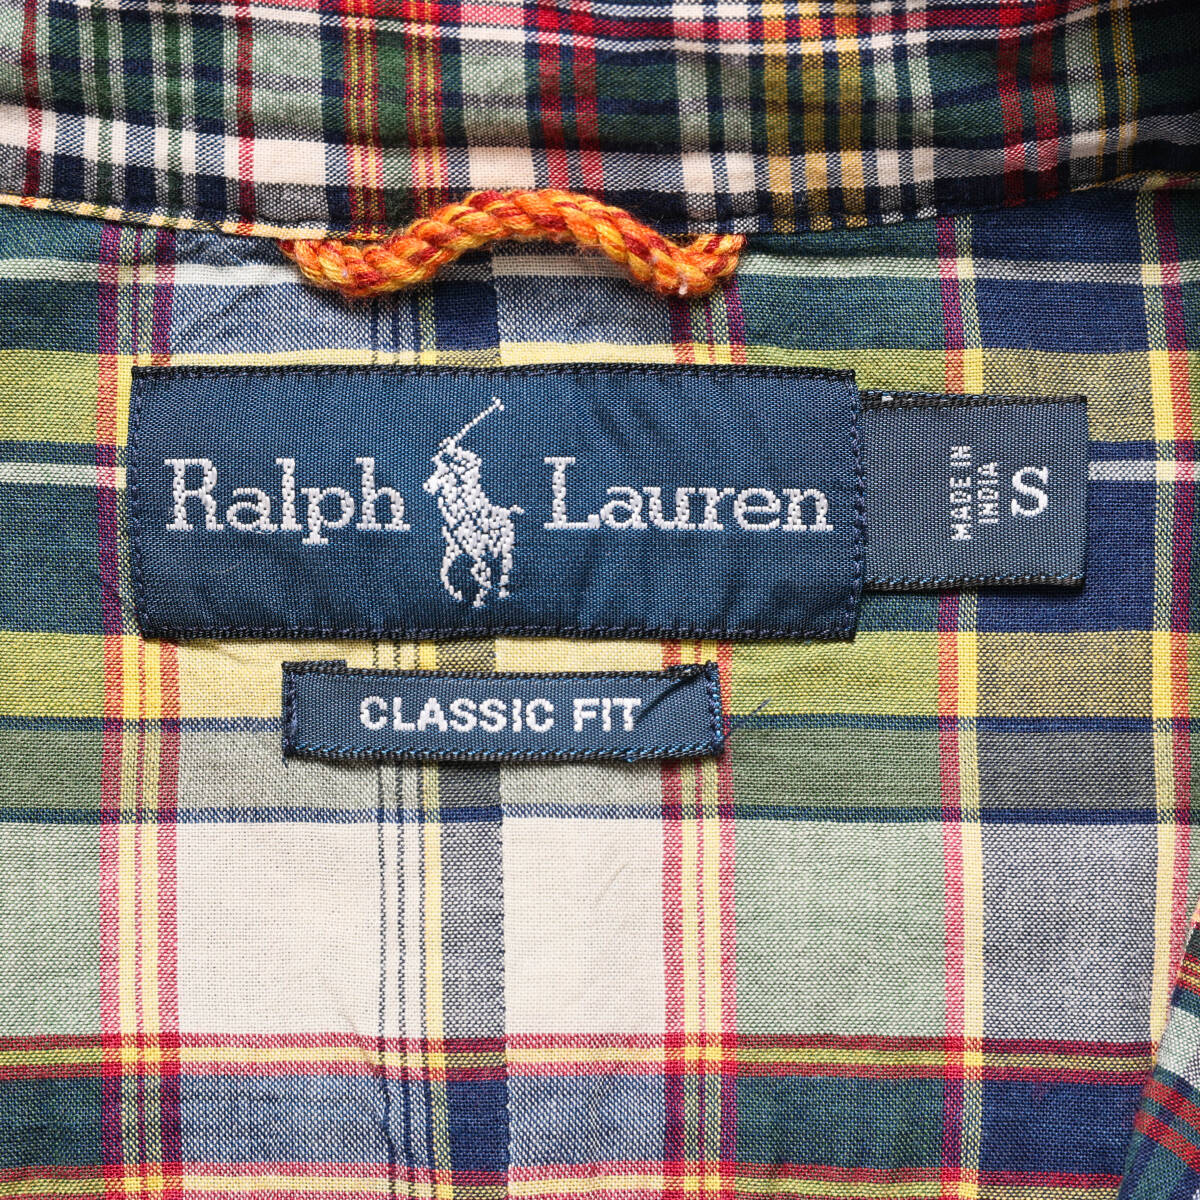 Ralph Lauren
MADE IN
INDIA
S
CLASSIC FIT